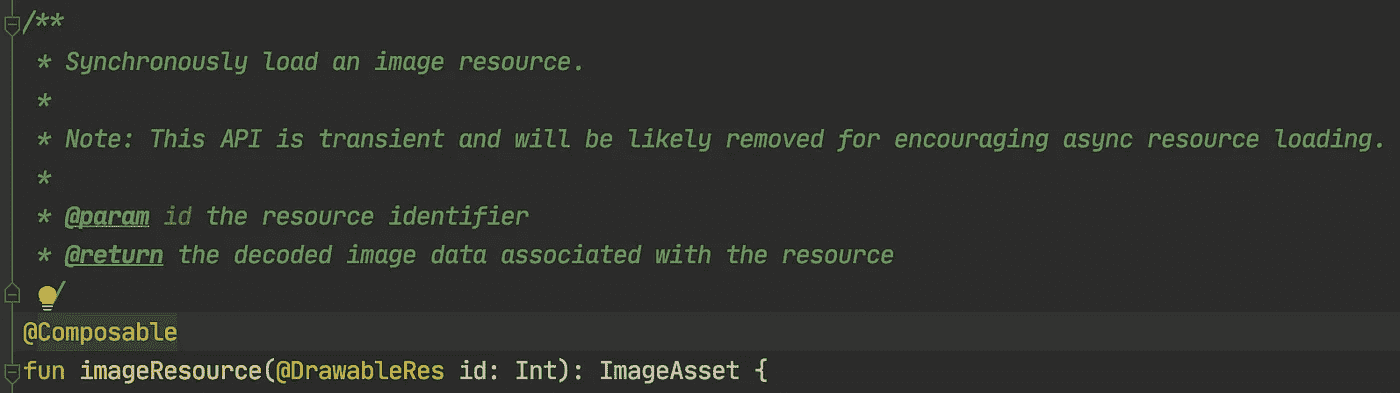 /**
* Synchronously load an image resource.
*
* Note: This API is transient and will be likely removed for encouraging async resource loading.
*
* @param id the resource identifier
* @return the decoded image data associated with the resource
/
@Composable
fun imageResource(@DrawableRes id: Int): ImageAsset {